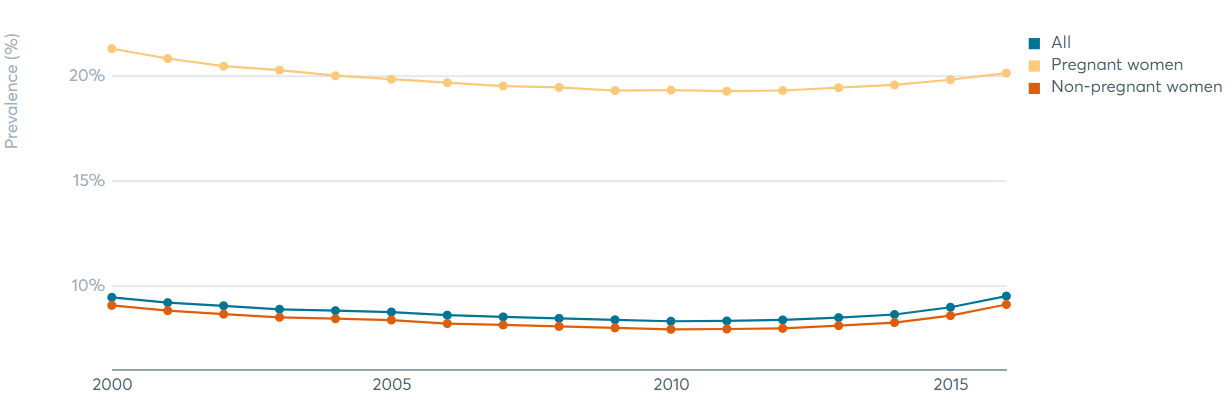 Prevalence (%)
20%
15%
10%
2000 2005 2010 2015
All
Pregnant women
Non-pregnant women